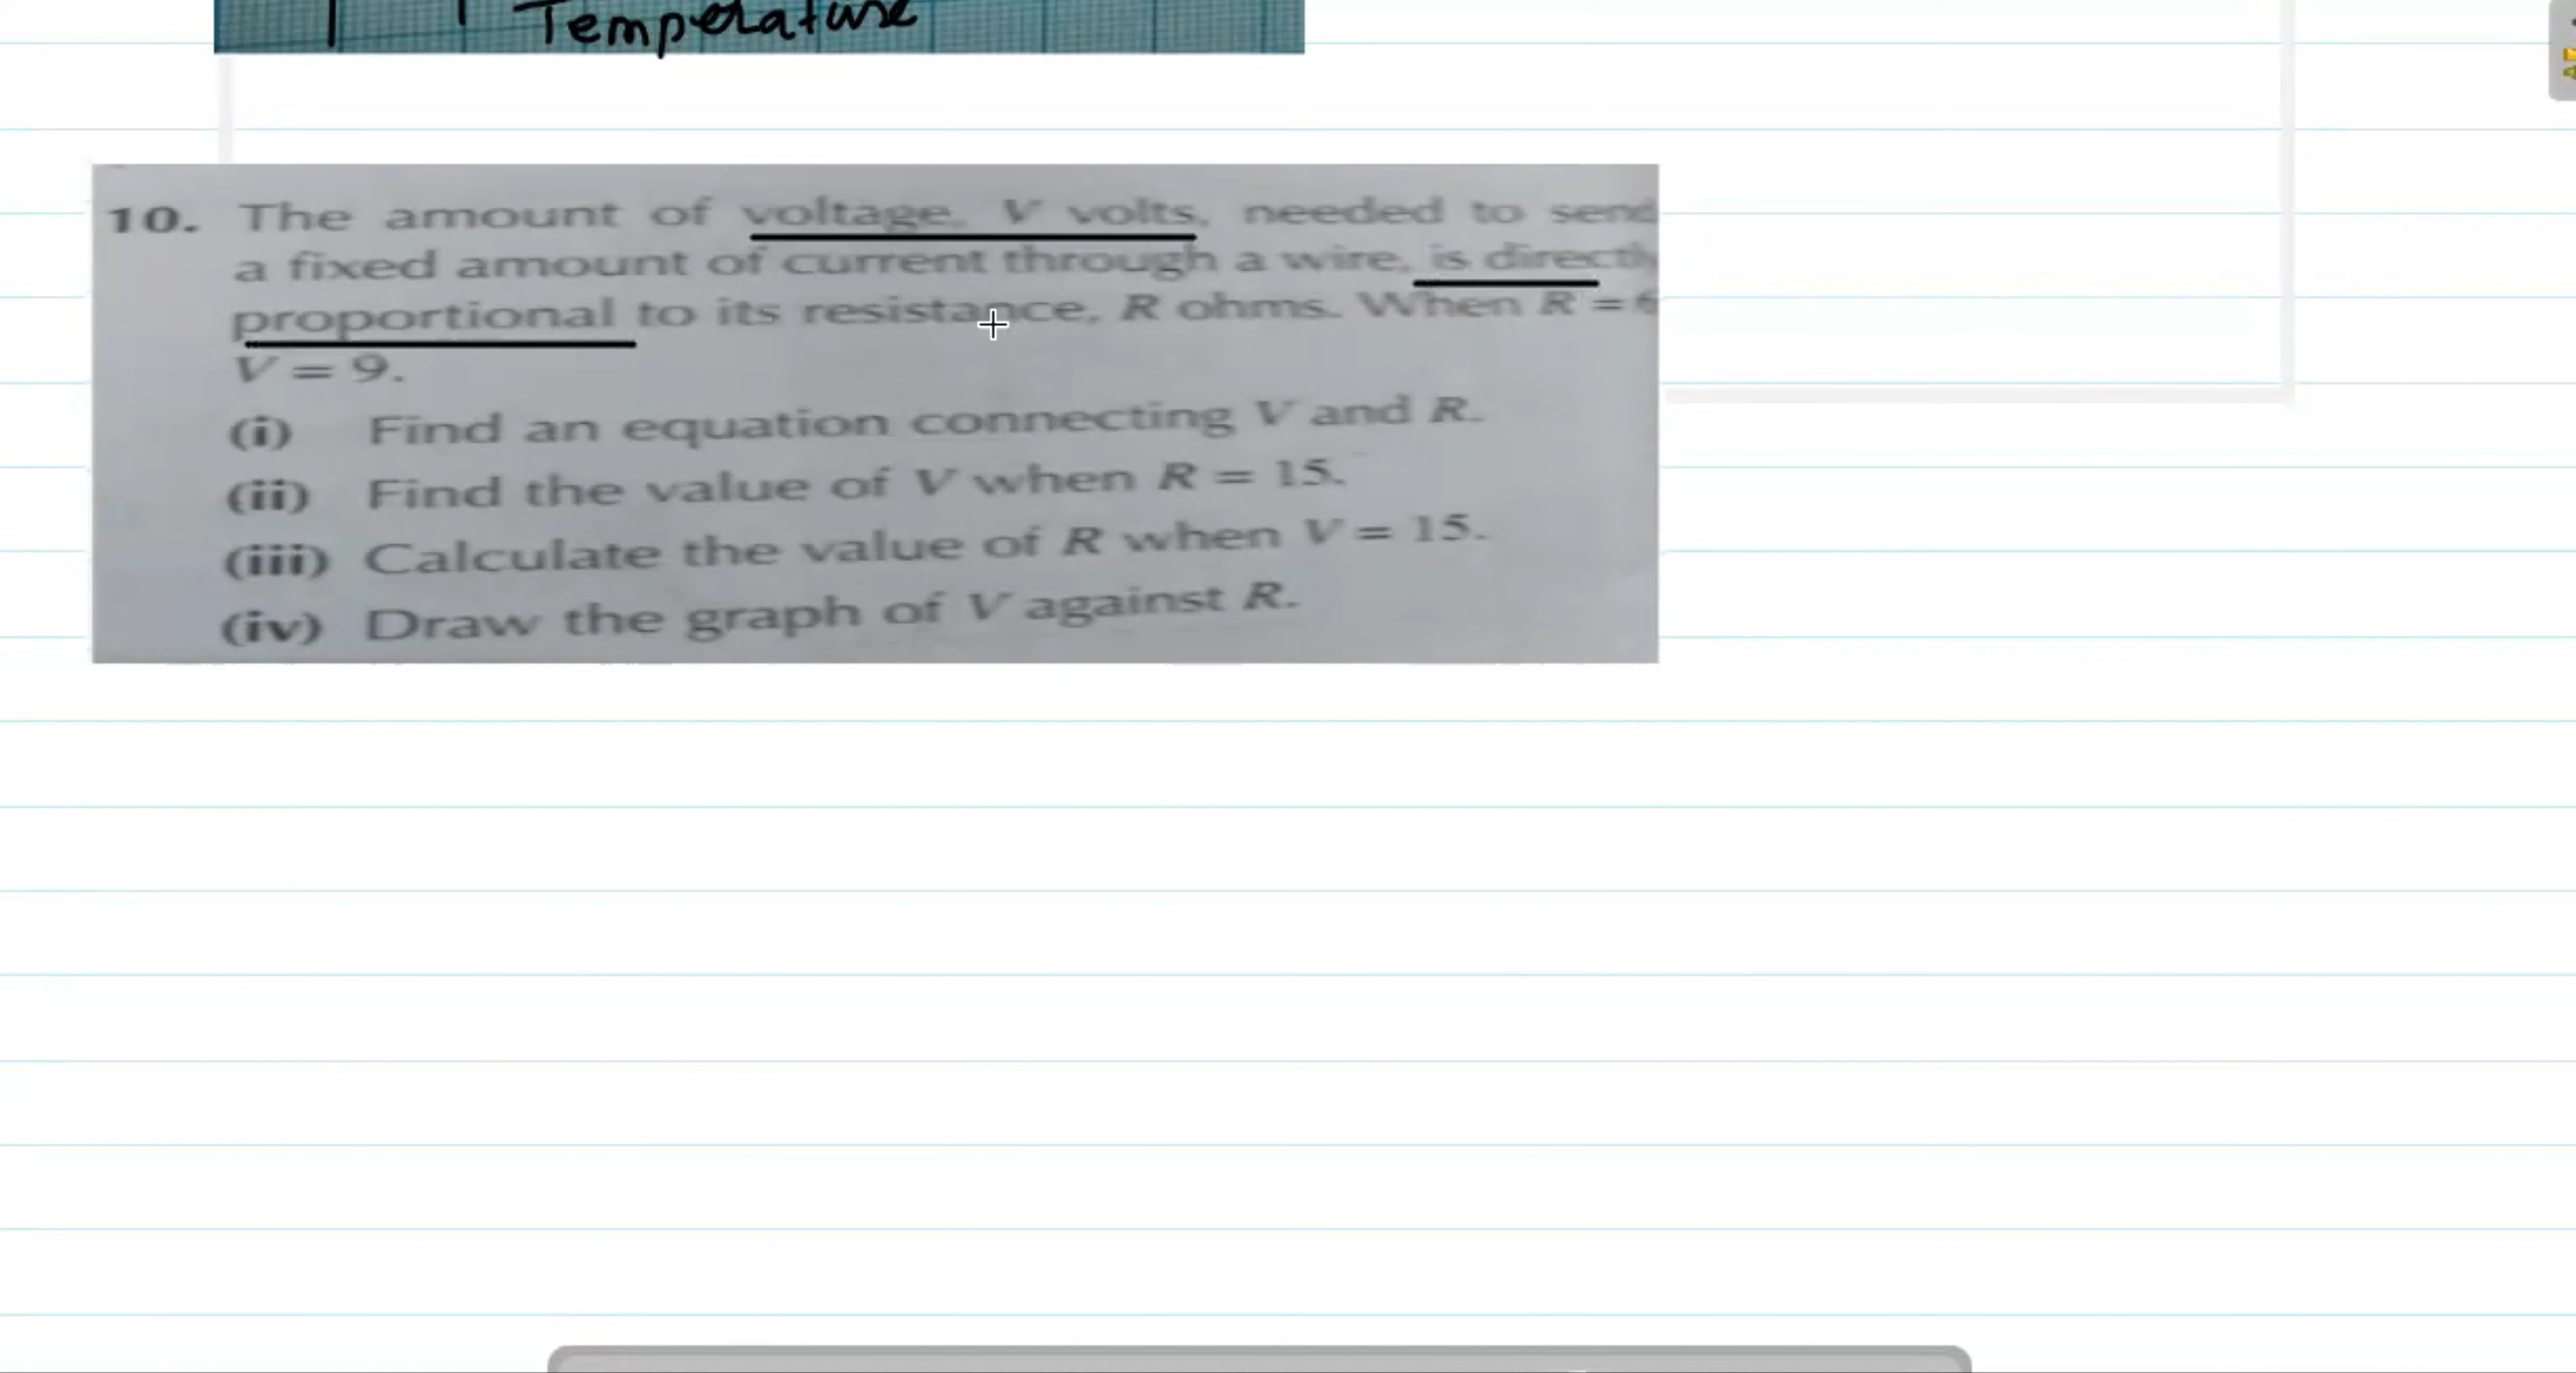 Temperature
10. The amount of voltage, V volts, needed to send
a fixed amount of current through a wire, is directly
proportional to its resistance, R ohms. When R = 6
V = 9.
(i) Find an equation connecting V and R.
(ii) Find the value of V when R = 15.
(iii) Calculate the value of R when V = 15.
(iv) Draw the graph of V against R.